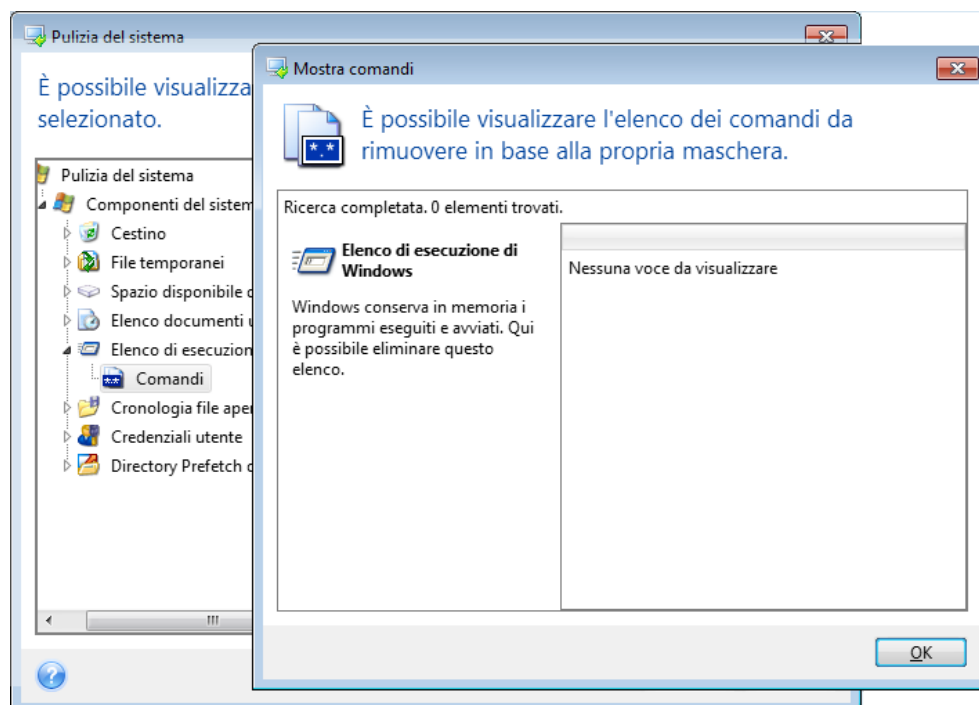 Pulizia del sistema
È possibile visualizza
selezionato.
Pulizia del sistema
Componenti del sistem
Cestino
File temporanei
Spazio disponibile
Elenco documenti
Elenco di esecuzion
Comandi
Cronologia file aper
Credenziali utente
Directory Prefetch
Mostra comandi
È possibile visualizzare l'elenco dei comandi da
rimuovere in base alla propria maschera.
*.*
Ricerca completata. 0 elementi trovati.
Elenco di esecuzione di
Windows
Windows conserva in memoria i
programmi eseguiti e avviati. Qui
è possibile eliminare questo
elenco.
Nessuna voce da visualizzare
OK